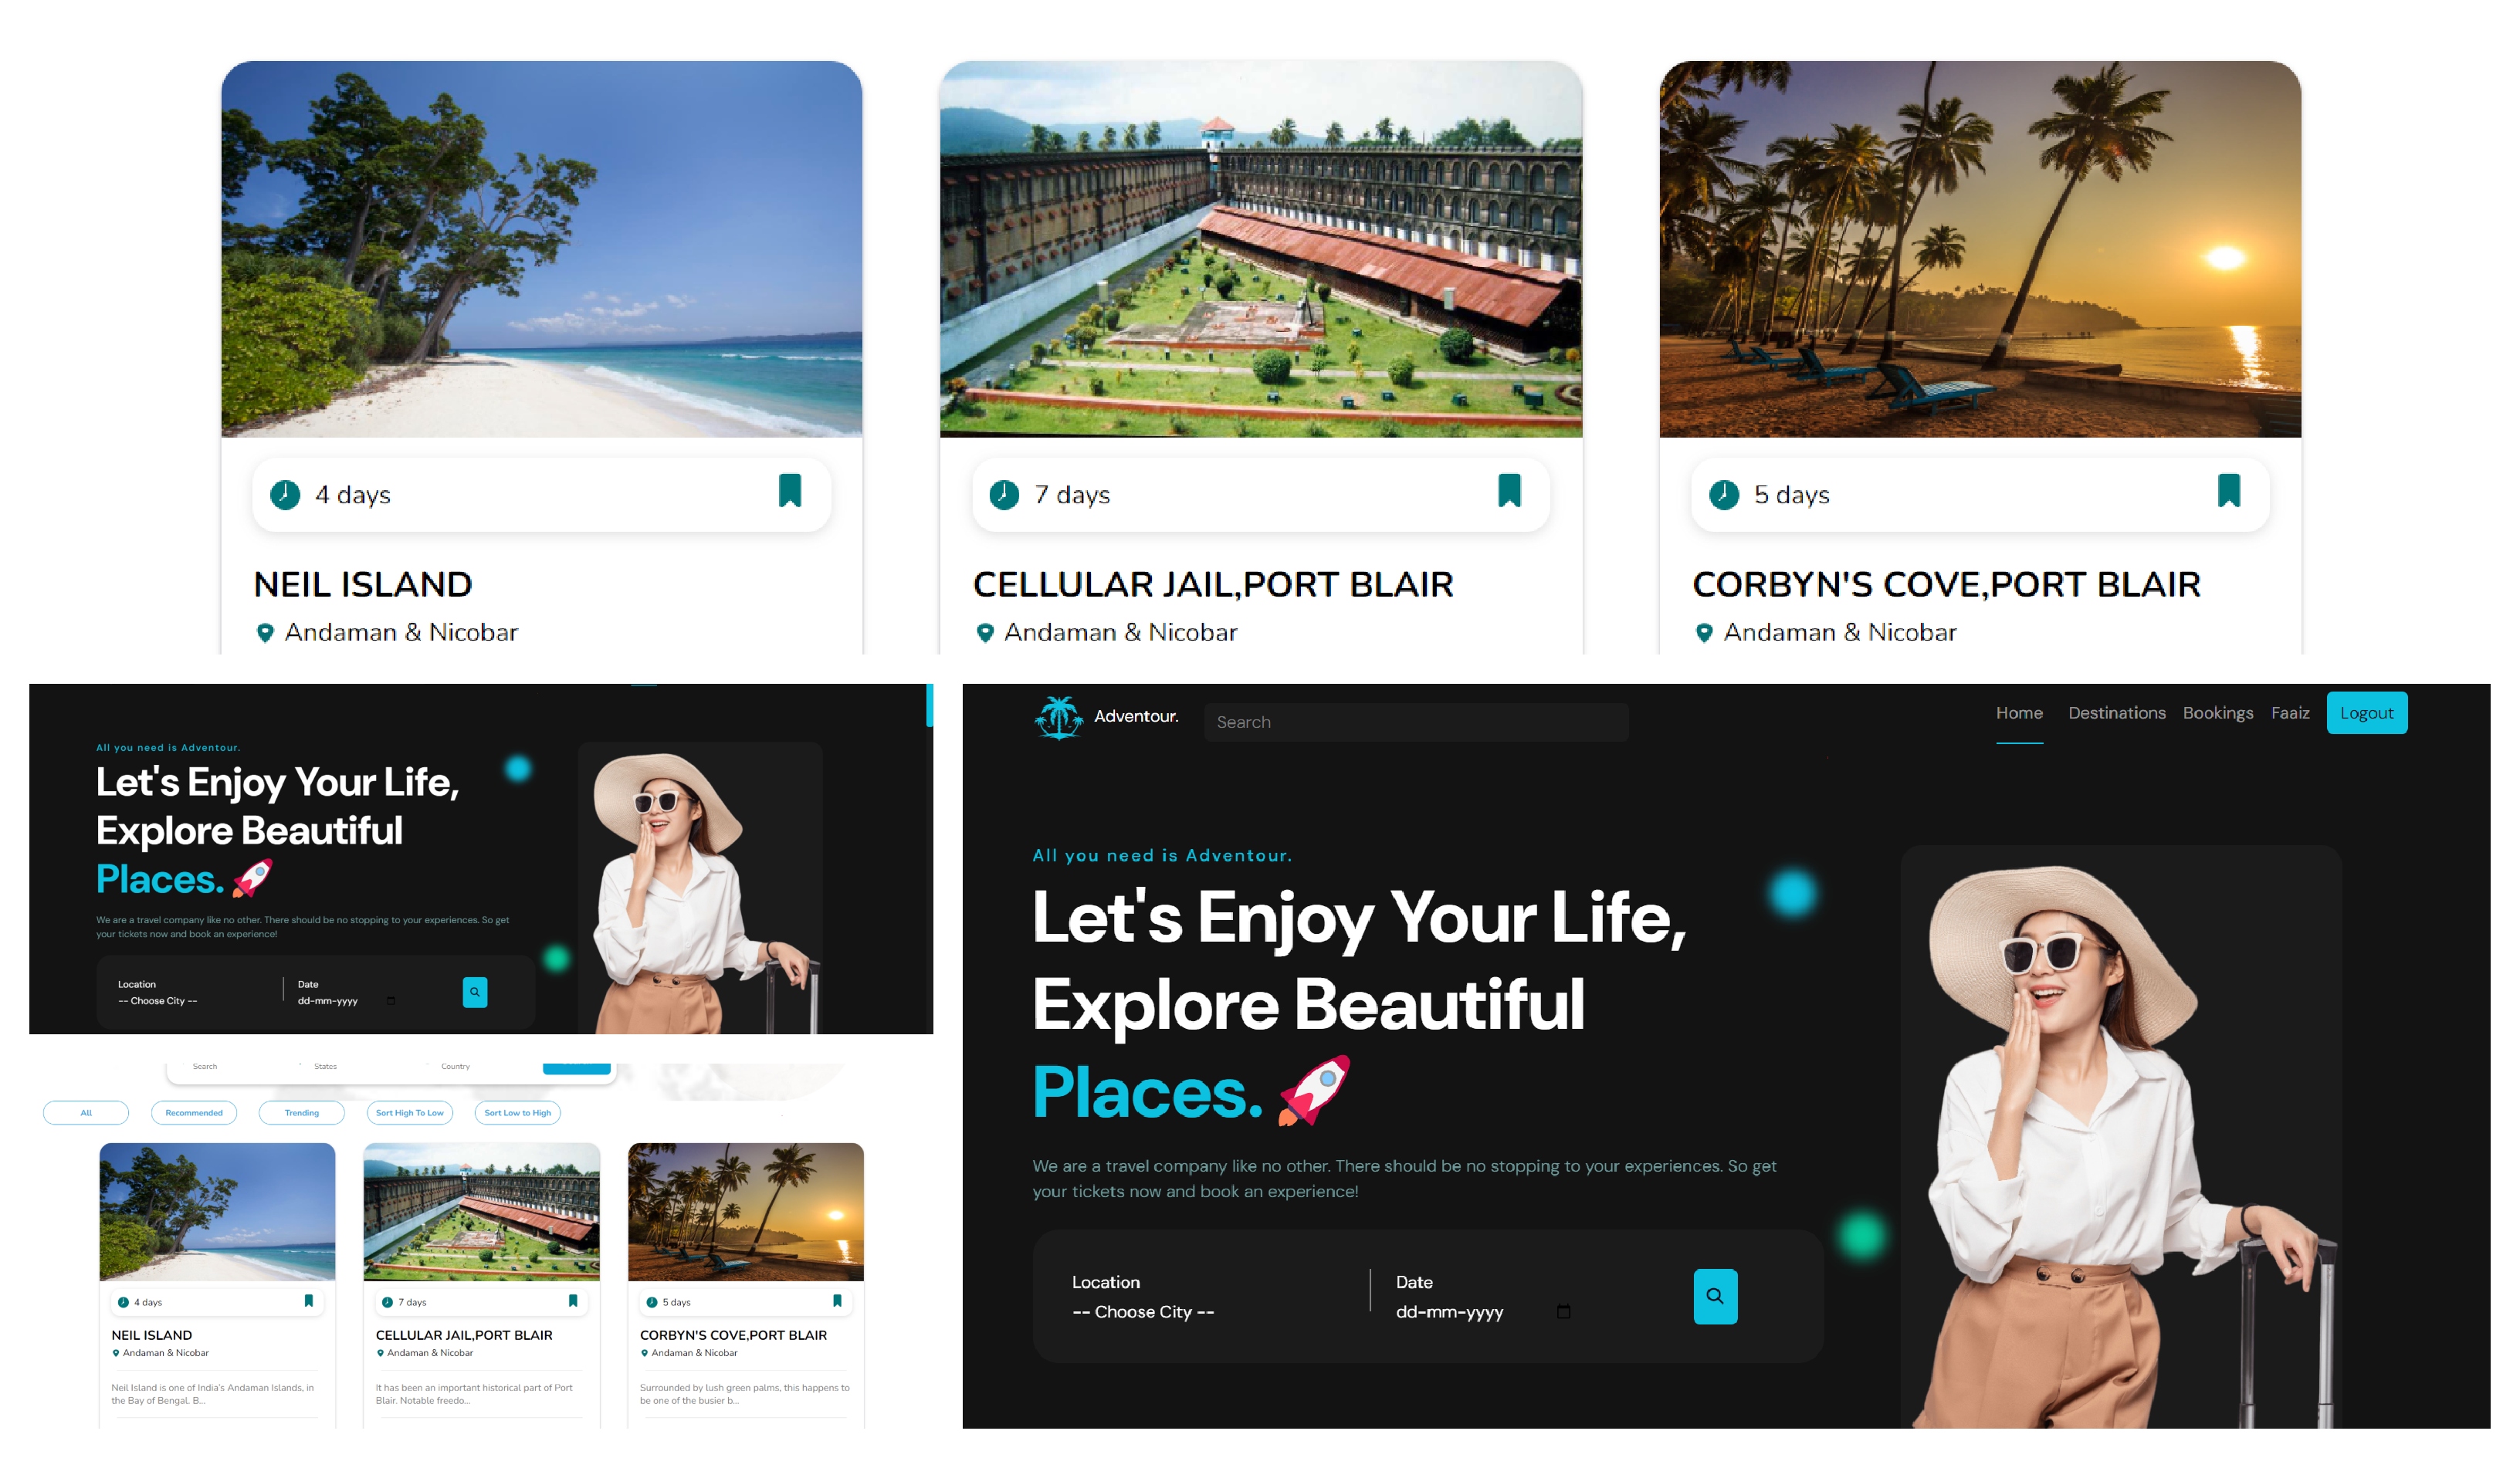 4 days
NEIL ISLAND
Andaman & Nicobar
7 days
CELLULAR JAIL,PORT BLAIR
Andaman & Nicobar
5 days
CORBYN'S COVE,PORT BLAIR
Andaman & Nicobar
All you need is Adventour.
Let's Enjoy Your Life,
Explore Beautiful
Places.
We are a travel company like no other. There should be no stopping to your experiences. So get
your tickets now and book an experience!
Location
-- Choose City --
Date
dd-mm-yyyy
Search States Country
All Recommended Trending Sort High To Low Sort Low to High
4 days
NEIL ISLAND
Andaman & Nicobar
Neil Island is one of India's Andaman Islands, in
the Bay of Bengal. B...
7 days
CELLULAR JAIL,PORT BLAIR
Andaman & Nicobar
It has been an important historical part of Port
Blair. Notable freedo...
5 days
CORBYN'S COVE,PORT BLAIR
Andaman & Nicobar
Surrounded by lush green palms, this happens to
be one of the busier b...
Adventour. Search Home Destinations Bookings Faaiz Logout
All you need is Adventour.
Let's Enjoy Your Life,
Explore Beautiful
Places.
We are a travel company like no other. There should be no stopping to your experiences. So get
your tickets now and book an experience!
Location
-- Choose City --
Date
dd-mm-yyyy